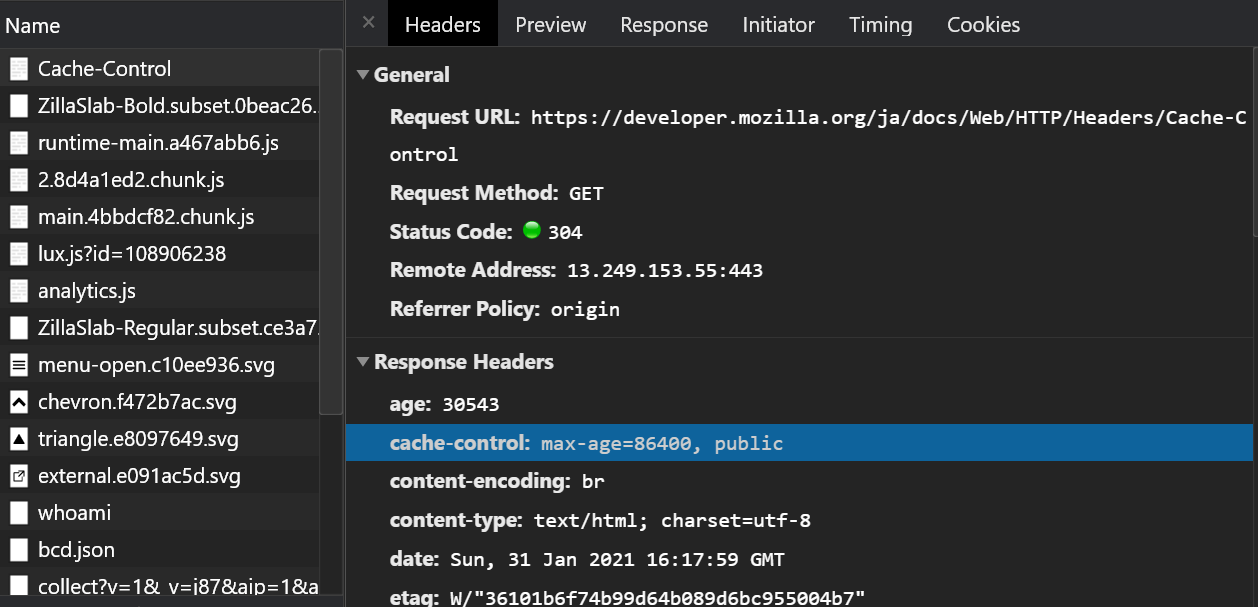 Name
Cache-Control
ZillaSlab-Bold.subset.0beac26.
runtime-main.a467abb6.js
2.8d4a1ed2.chunk.js
main.4bbdcf82.chunk.js
lux.js?id=108906238
analytics.js
ZillaSlab-Regular.subset.ce3a7.
menu-open.c10ee936.svg
chevron.f472b7ac.svg
triangle.e8097649.svg
external.e091ac5d.svg
whoami
bcd.json
collect?v=1&_v=j87&aip=1&a
Headers Preview Response Initiator Timing Cookies
General
Request URL: https://developer.mozilla.org/ja/docs/Web/HTTP/Headers/Cache-C
ontrol
Request Method: GET
Status Code: 304
Remote Address: 13.249.153.55:443
Referrer Policy: origin
Response Headers
age: 30543
cache-control: max-age=86400, public
content-encoding: br
content-type: text/html; charset=utf-8
date: Sun, 31 Jan 2021 16:17:59 GMT
etag: W/"36101b6f74b99d64b089d6bc955004b7"